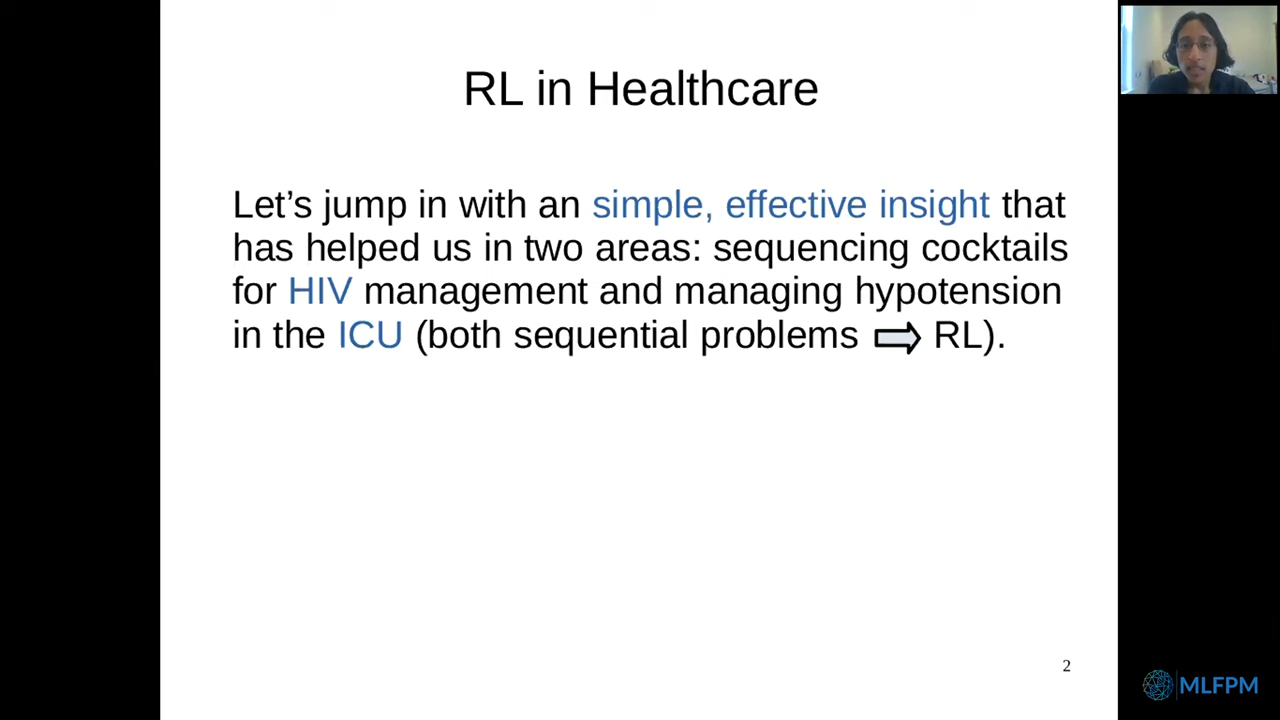 RL in Healthcare
Let’s jump in with an simple, effective insight that
has helped us in two areas: sequencing cocktails
for HIV management and managing hypotension
in the ICU (both sequential problems ⇨ RL).
2
MLFPM